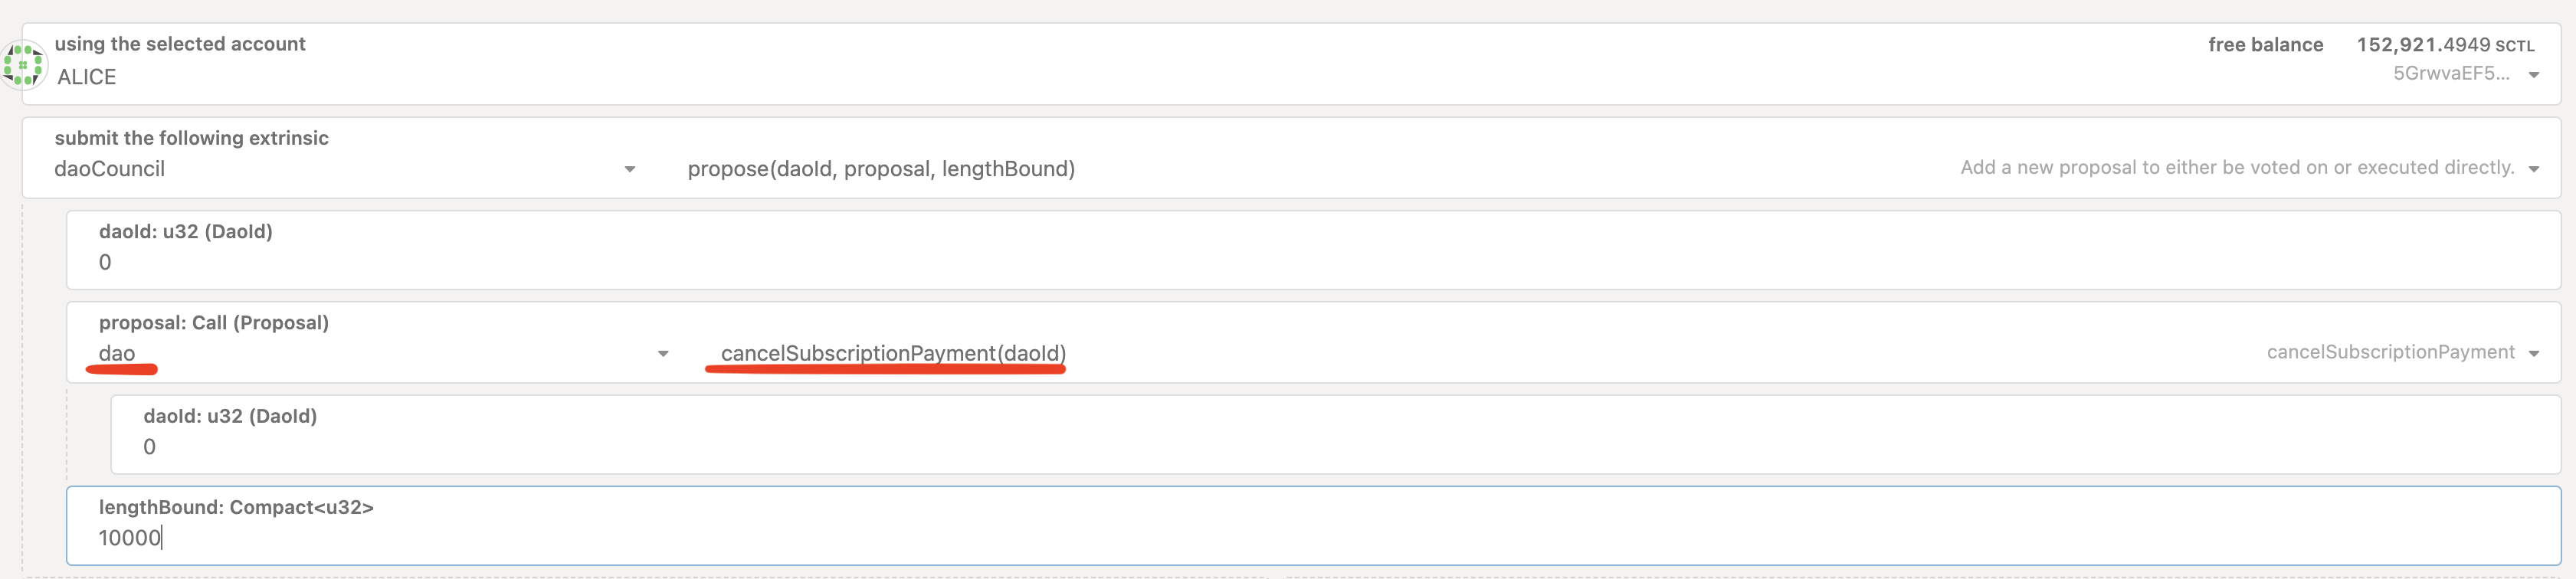 using the selected account
free balance 152,921.4949 SCTL
ALICE
5GrwvaEF5...
submit the following extrinsic
daoCouncil
propose(daoId, proposal, lengthBound)
Add a new proposal to either be voted on or executed directly.
daoId: u32 (DaoId)
0
proposal: Call (Proposal)
dao
cancelSubscriptionPayment(daoId)
cancelSubscriptionPayment
daoId: u32 (DaoId)
0
lengthBound: Compact<u32>
10000